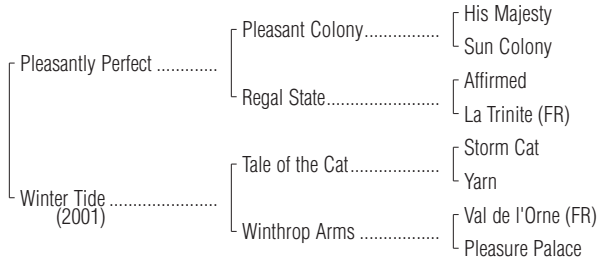 His Majesty
Pleasant Colony.................
Sun Colony
Pleasantly Perfect .............
Affirmed
Regal State.........................
La Trinite (FR)
Storm Cat
Tale of the Cat....................
Yarn
Winter Tide .......................
(2001)
Val de l'Orne (FR)
Winthrop Arms ..................
Pleasure Palace